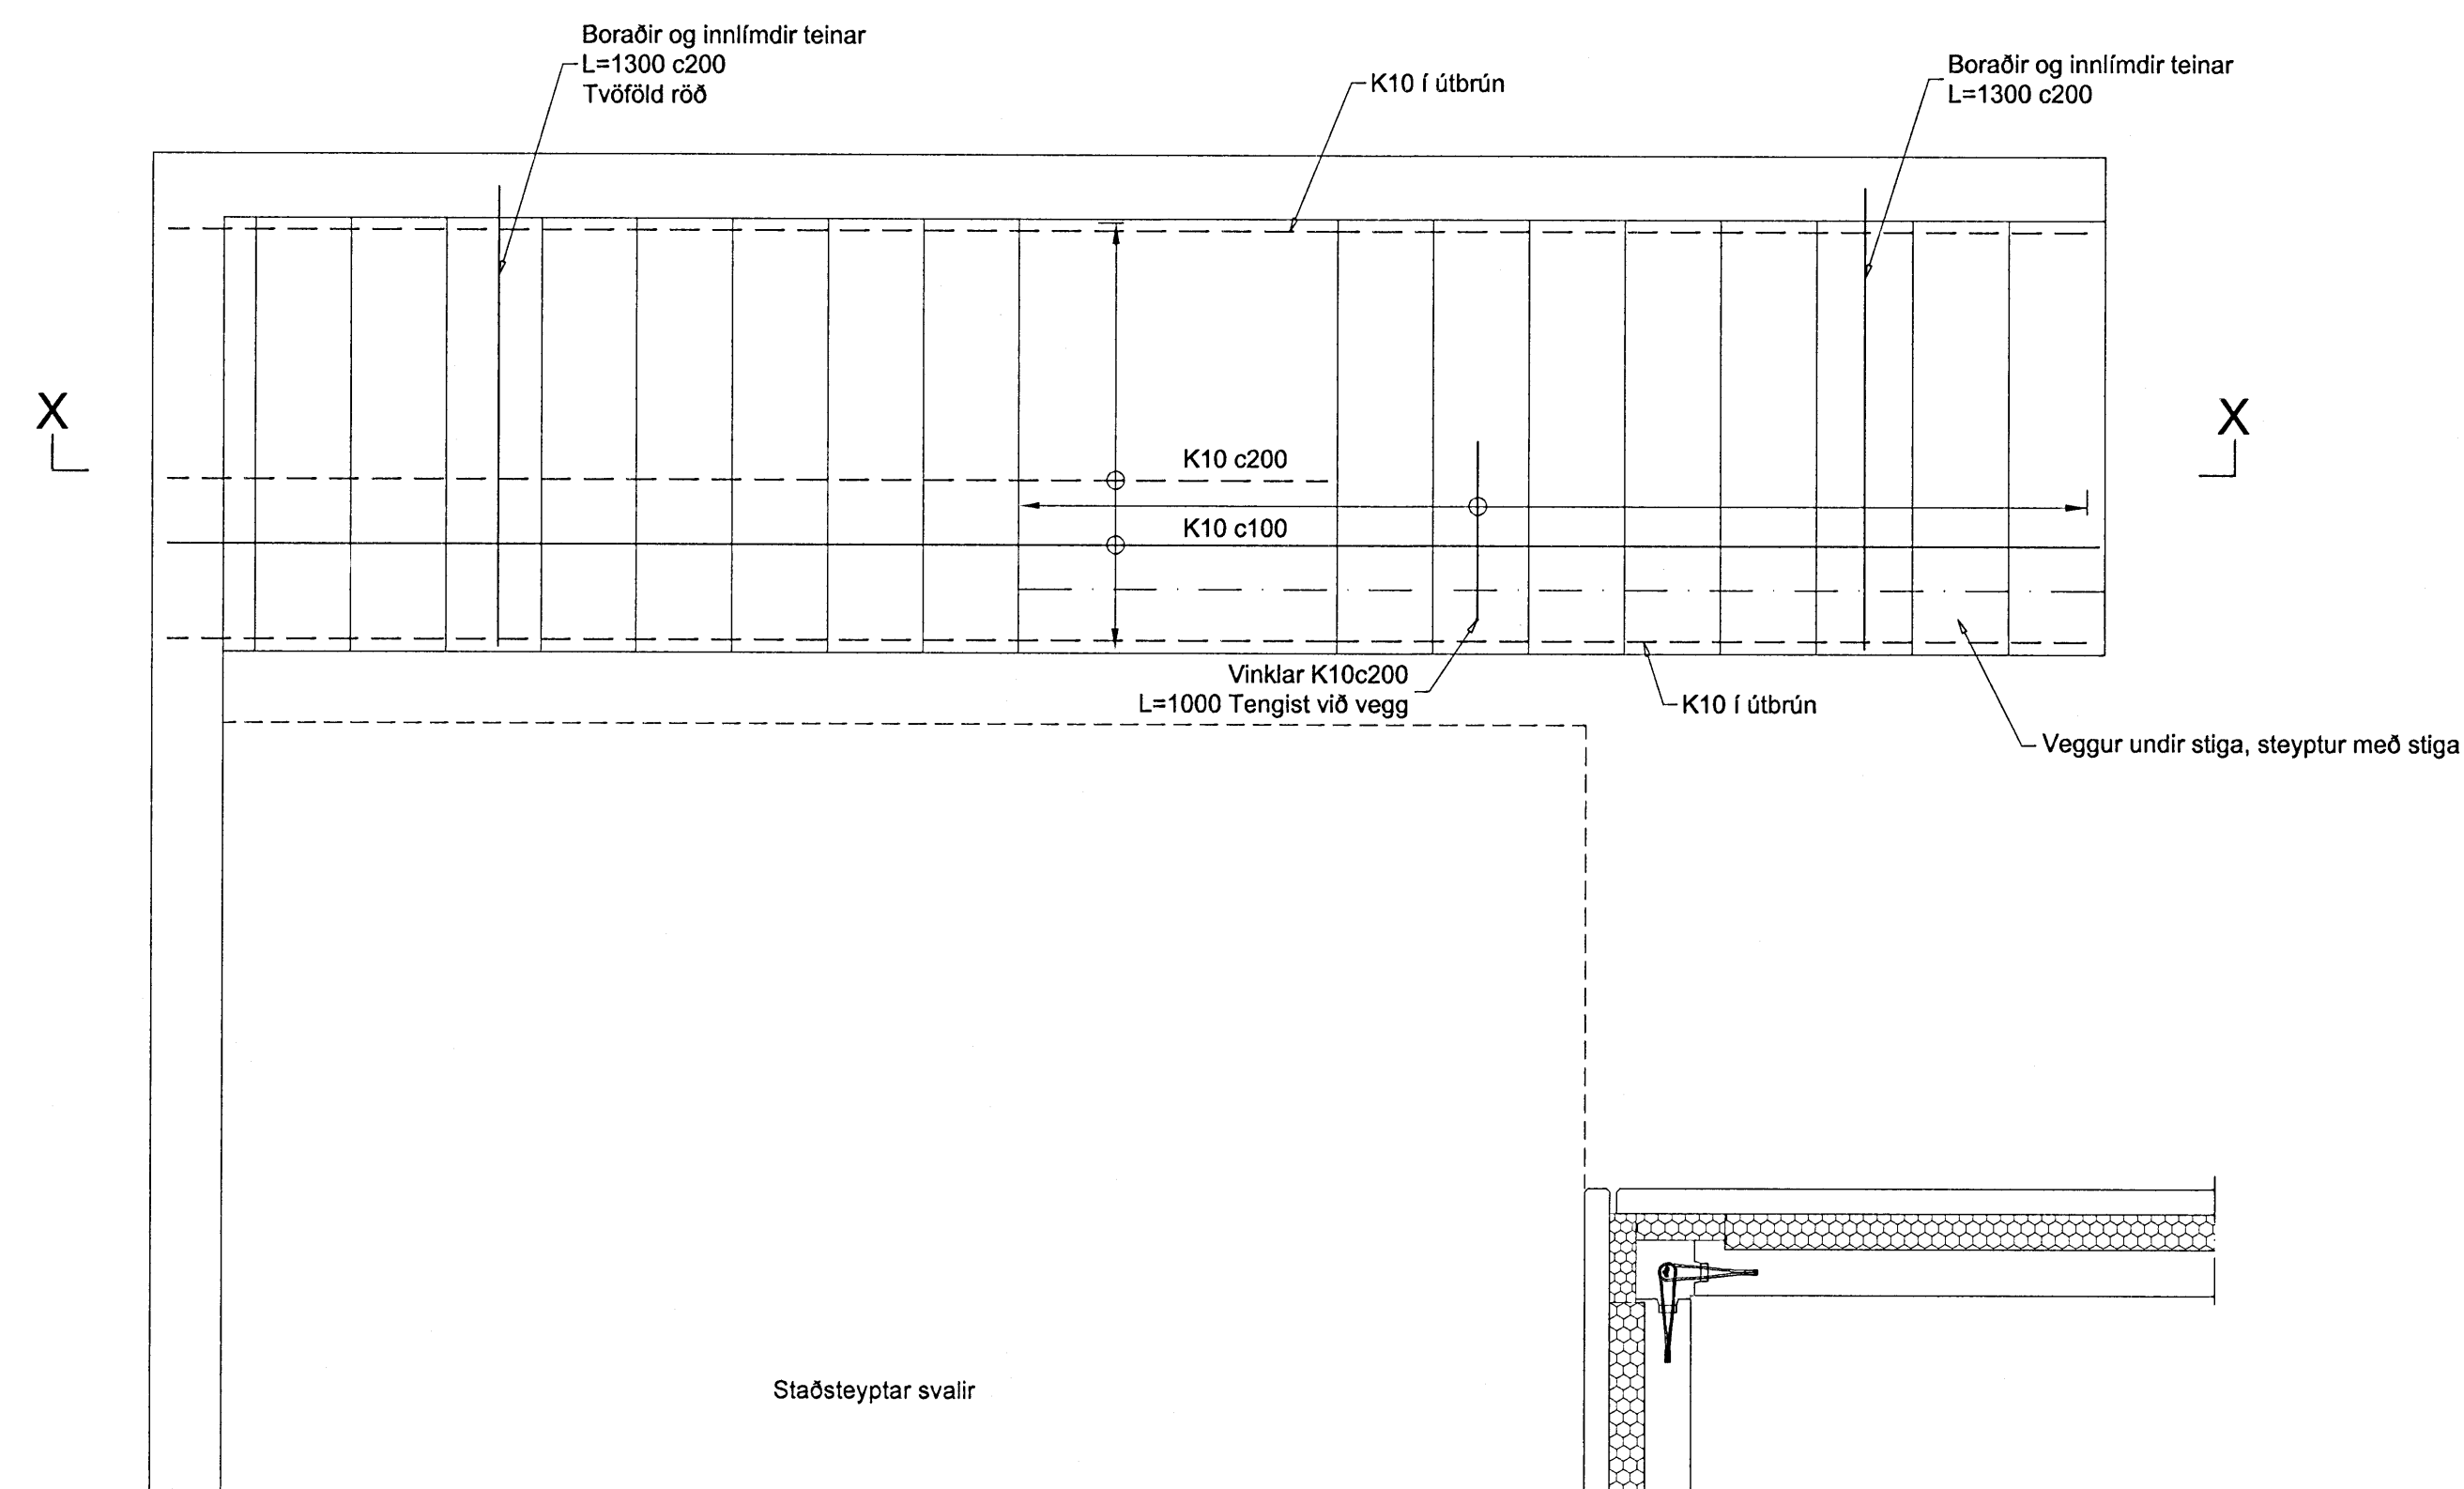 Boraðir og innlímdir teinar
L=1300 c200
Tvöföld röð
K10 í útbrún
Boraðir og innlímdir teinar
L=1300 c200
X
X
K10 c200
K10 c100
Vinklar K10c200
L=1000 Tengist við vegg
K10 í útbrún
Veggur undir stiga, steyptur með stiga
Staðsteyptar svalir